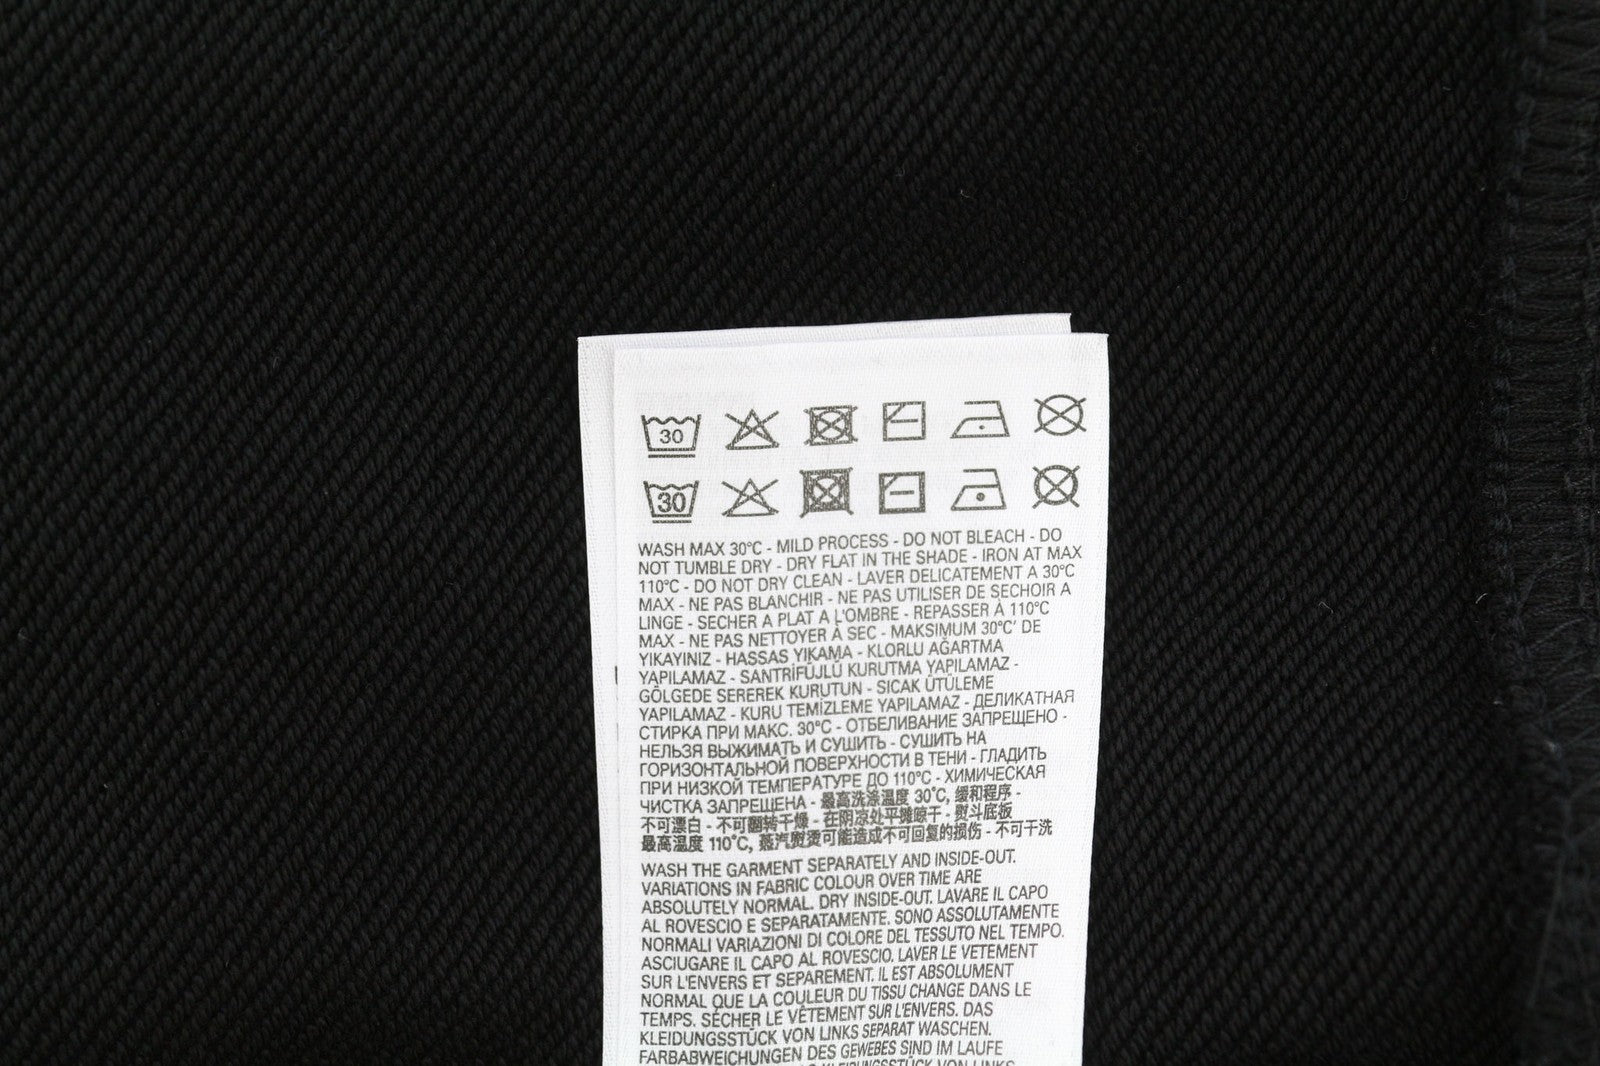 30
30
WASH MAX 30°C - MILD PROCESS - DO NOT BLEACH - DO
NOT TUMBLE DRY - DRY FLAT IN THE SHADE - IRON AT MAX
110°C - DO NOT DRY CLEAN - LAVER DELICATEMENT A 30°C
MAX - NE PAS BLANCHIR - NE PAS UTILISER DE SECHOIR A
LINGE - SECHER A PLAT A L'OMBRE - REPASSER À 110°C
MAX - NE PAS NETTOYER À SEC - MAKSIMUM 30°C' DE
YIKAYINIZ - HASSAS YIKAMA - KLORLU AĞARTMA
YAPILAMAZ - SANTRİFÜJLÜ KURUTMA YAPILAMAZ -
GÖLGEDE SEREREK KURUTUN - SICAK ÜTÜLEME
YAPILAMAZ - KURU TEMİZLEME YAPILAMAZ - ДЕЛИКАТНАЯ
СТИРКА ПРИ МАКС. 30°C - ОТБЕЛИВАНИЕ ЗАПРЕЩЕНО -
НЕЛЬЗЯ ВЫЖИМАТЬ И СУШИТЬ - СУШИТЬ НА
ГОРИЗОНТАЛЬНОЙ ПОВЕРХНОСТИ В ТЕНИ - ГЛАДИТЬ
ПРИ НИЗКОЙ ТЕМПЕРАТУРЕ ДО 110°C - ХИМИЧЕСКАЯ
ЧИСТКА ЗАПРЕЩЕНА - 最高洗涤温度 30°C, 缓和程序 -
不可漂白 - 不可翻转干燥 - 在阴凉处平摊晾干 - 熨斗底板
最高温度 110°C, 蒸汽熨烫可能造成不可回复的损伤 - 不可干洗
WASH THE GARMENT SEPARATELY AND INSIDE-OUT.
VARIATIONS IN FABRIC COLOUR OVER TIME ARE
ABSOLUTELY NORMAL. DRY INSIDE-OUT. LAVARE IL CAPO
AL ROVESCIO E SEPARATAMENTE. SONO ASSOLUTAMENTE
NORMALI VARIAZIONI DI COLORE DEL TESSUTO NEL TEMPO.
ASCIUGARE IL CAPO AL ROVESCIO. LAVER LE VETEMENT
SUR L'ENVERS ET SEPAREMENT. IL EST ABSOLUMENT
NORMAL QUE LA COULEUR DU TISSU CHANGE DANS LE
TEMPS. SÉCHER LE VÊTEMENT SUR L'ENVERS. DAS
KLEIDUNGSSTÜCK VON LINKS SEPARAT WASCHEN.
FARBABWEICHUNGEN DES GEWEBES SIND IM LAUFE
KLEIDUNGSSTÜCK VON LINKS